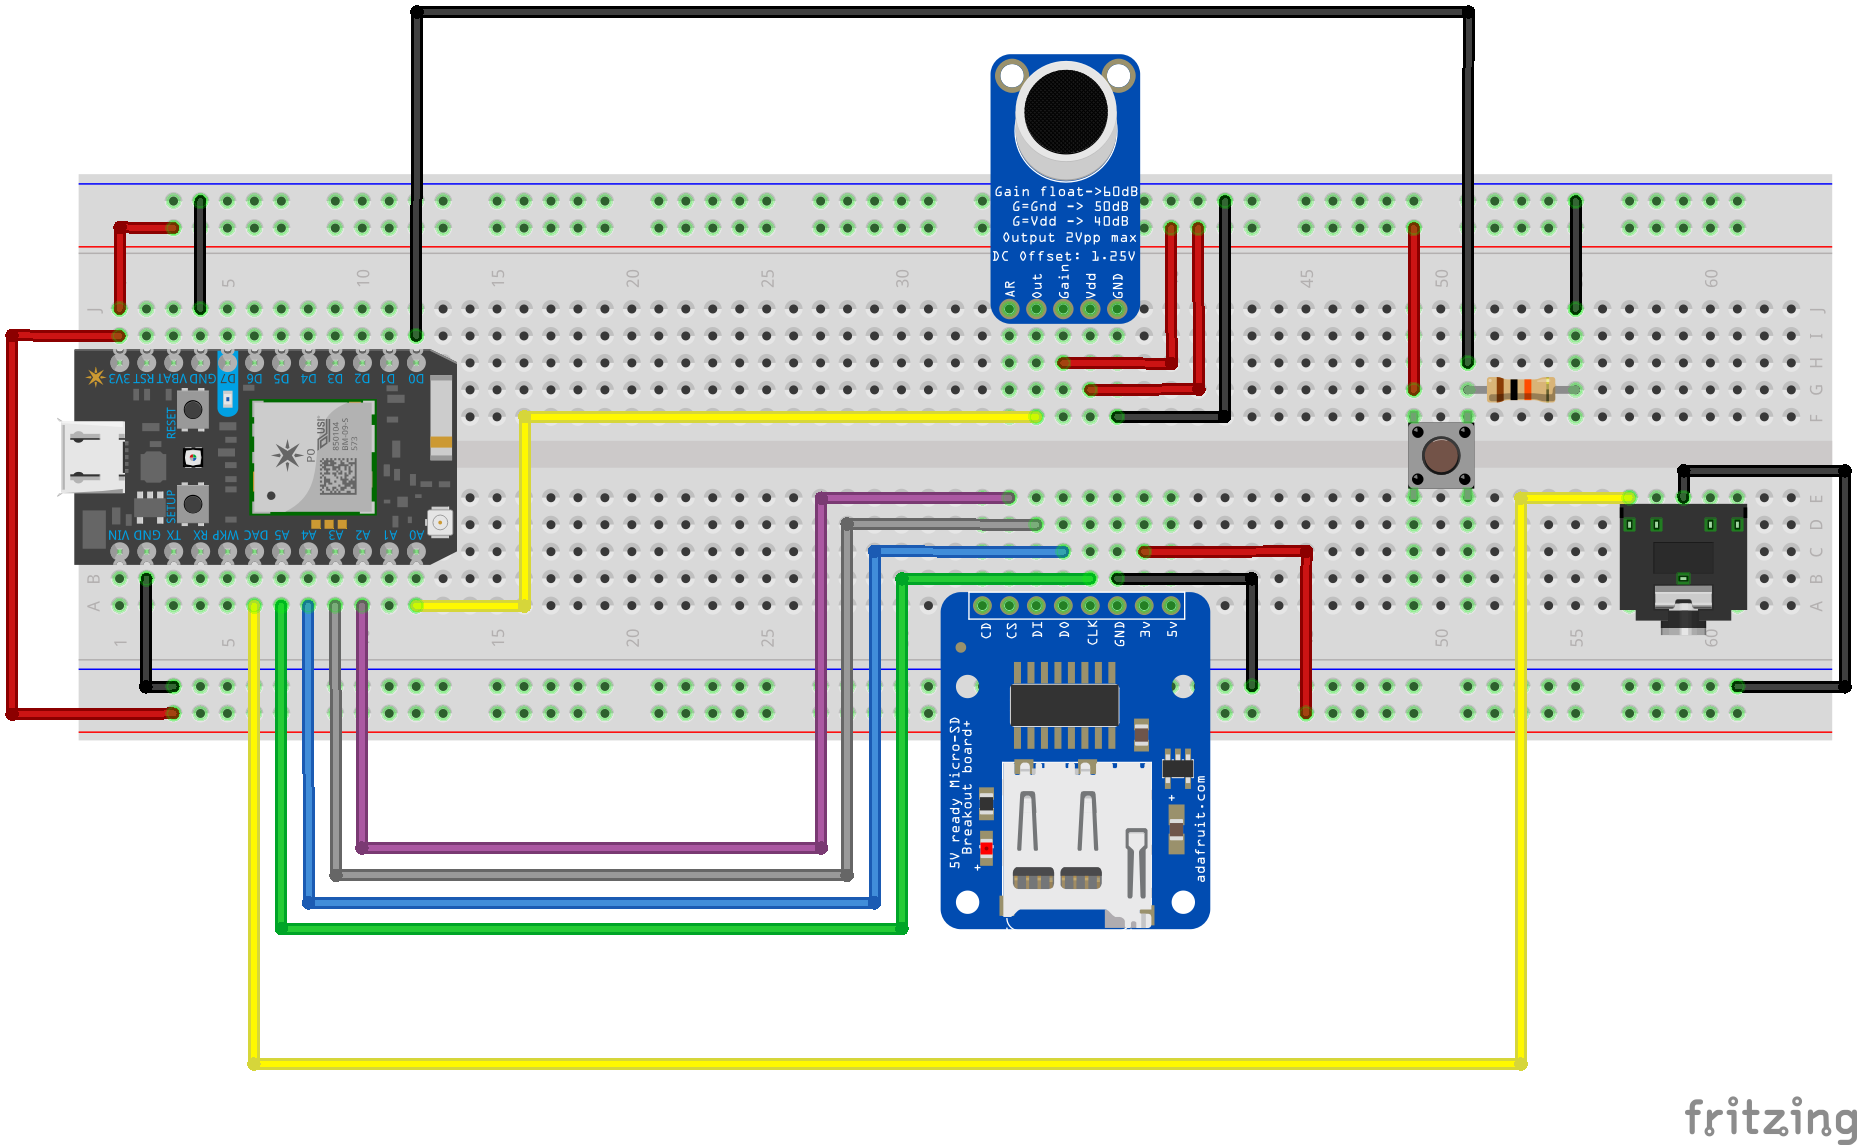 Gain float->60dB
G=Gnd -> 50dB
G=Vdd -> 40dB
Output 2Vpp max
DC Offset: 1.25V
AR
Out
Gain
Vdd
GND
5
10
15
20
25
30
45
50
60
J
J
I
H
G
F
3V3
RST
VBAT
GND
D7
D6
D5
D4
D3
D2
D1
D0
RESET
SETUP
VIN
GND
TX
RX
WKP
DAC
A5
A4
A3
A2
A1
A0
E
D
C
B
A
B
A
1
5
15
20
25
50
55
60
CD
CS
DI
DO
CLK
GND
3v
5v
5V ready Micro-SD
Breakout board+
adafruit.com
fritzing